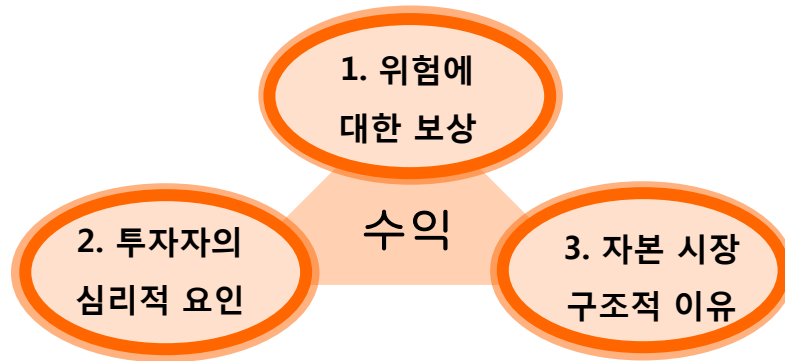 1. 위험에
대한 보상
수익
2. 투자자의
심리적 요인
3. 자본 시장
구조적 이유